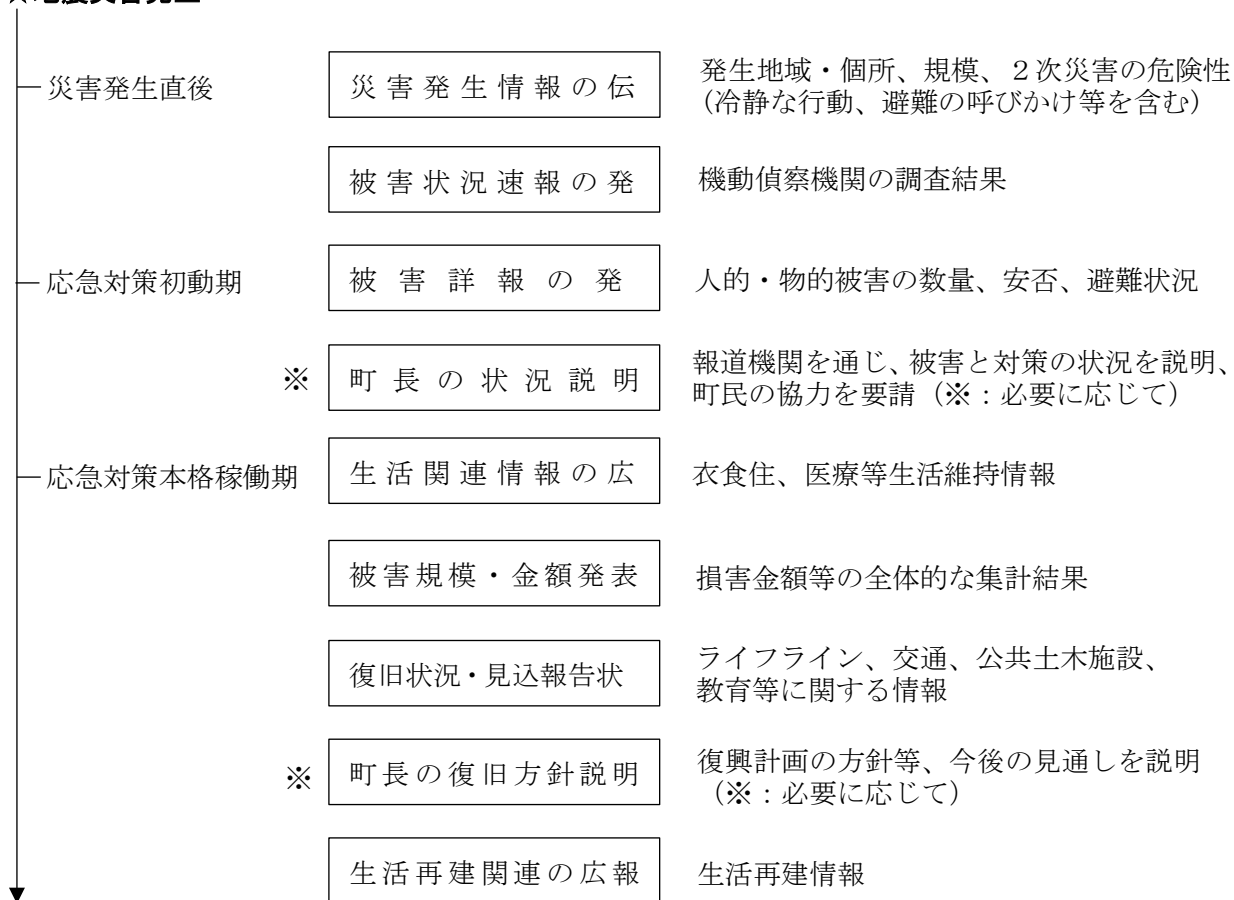 災害発生直後
災害発生情報の伝
発生地域・個所、規模、２次災害の危険性
（冷静な行動、避難の呼びかけ等を含む）
被害状況速報の発
機動偵察機関の調査結果
応急対策初動期
被害詳報の発
人的・物的被害の数量、安否、避難状況
※
町長の状況説明
報道機関を通じ、被害と対策の状況を説明、
町民の協力を要請（※：必要に応じて）
応急対策本格稼働期
生活関連情報の広
衣食住、医療等生活維持情報
被害規模・金額発表
損害金額等の全体的な集計結果
復旧状況・見込報告状
ライフライン、交通、公共土木施設、
教育等に関する情報
※
町長の復旧方針説明
復興計画の方針等、今後の見通しを説明
（※：必要に応じて）
生活再建関連の広報
生活再建情報